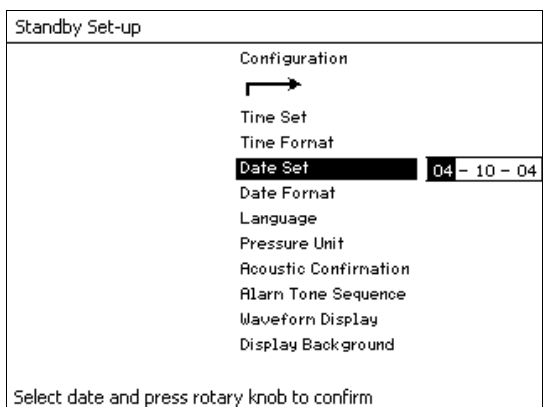 Standby Set-up
Configuration
Time Set
Time Format
Date Set 04 - 10 - 04
Date Format
Language
Pressure Unit
Acoustic Confirmation
Alarm Tone Sequence
Waveform Display
Display Background
Select date and press rotary knob to confirm